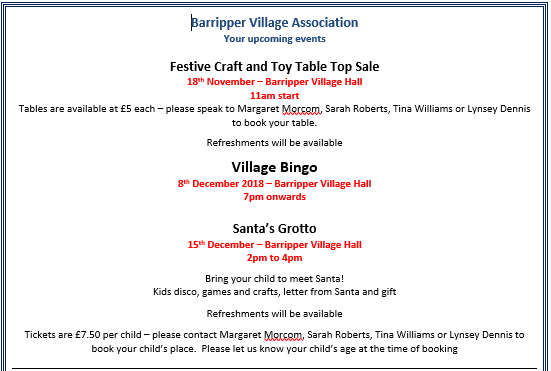 Barripper Village Association
Your upcoming events
Festive Craft and Toy Table Top Sale
18th November – Barripper Village Hall
11am start
Tables are available at £5 each – please speak to Margaret Morcom, Sarah Roberts, Tina Williams or Lynsey Dennis
to book your table.
Refreshments will be available
Village Bingo
8th December 2018 – Barripper Village Hall
7pm onwards
Santa's Grotto
15th December – Barripper Village Hall
2pm to 4pm
Bring your child to meet Santa!
Kids disco, games and crafts, letter from Santa and gift
Refreshments will be available
Tickets are £7.50 per child – please contact Margaret Morcom, Sarah Roberts, Tina Williams or Lynsey Dennis to
book your child's place.  Please let us know your child's age at the time of booking